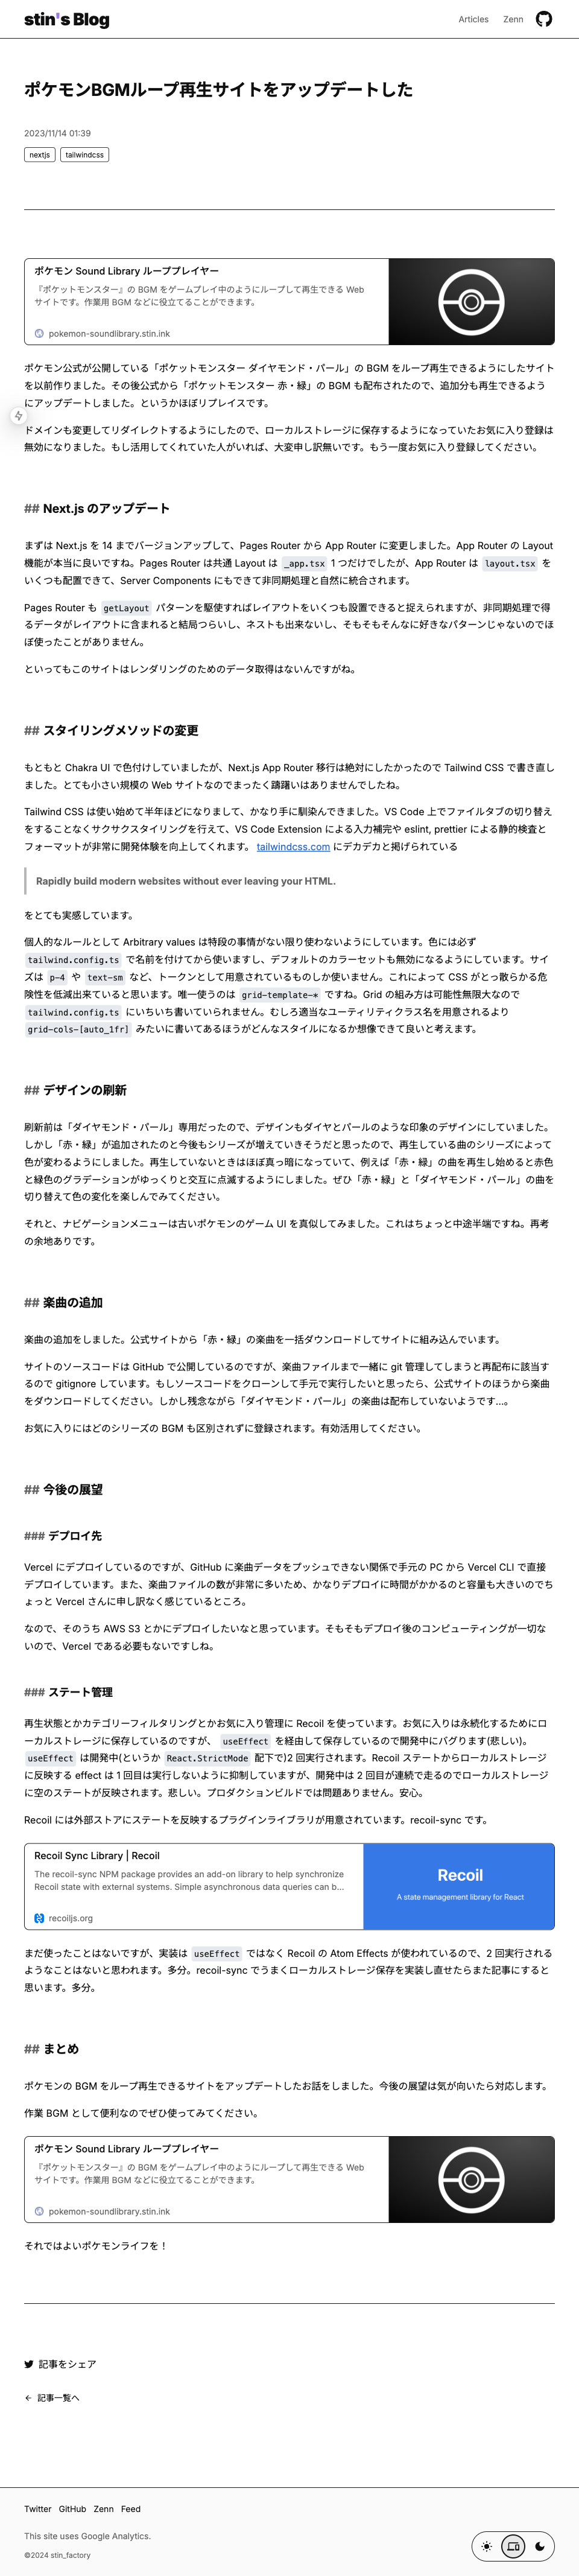 stin's Blog
Articles
Zenn
ポケモンBGMループ再生サイトをアップデートした
2023/11/14 01:39
nextjs
tailwindcss
ポケモン Sound Library ループプレイヤー
『ポケットモンスター』の BGM をゲームプレイ中のようにループして再生できる Web
サイトです。作業用 BGM などに役立てることができます。
pokemon-soundlibrary.stin.ink
ポケモン公式が公開している「ポケットモンスター ダイヤモンド・パール」の BGM をループ再生できるようにしたサイト
を以前作りました。その後公式から「ポケットモンスター 赤・緑」の BGM も配布されたので、追加分も再生できるよう
にアップデートしました。というかほぼリプレイスです。
ドメインも変更してリダイレクトするようにしたので、ローカルストレージに保存するようになっていたお気に入り登録は
無効になりました。もし活用してくれていた人がいれば、大変申し訳無いです。もう一度お気に入り登録してください。
## Next.js のアップデート
まずは Next.js を 14 までバージョンアップして、Pages Router から App Router に変更しました。App Router の Layout
機能が本当に良いですね。Pages Router は共通 Layout は _app.tsx 1 つだけでしたが、App Router は layout.tsx を
いくつも配置できて、Server Components にもできて非同期処理と自然に統合されます。
Pages Router も getLayout パターンを駆使すればレイアウトをいくつも設置できると捉えられますが、非同期処理で得
るデータがレイアウトに含まれると結局つらいし、ネストも出来ないし、そもそもそんなに好きなパターンじゃないのでほ
ぼ使ったことがありません。
といってもこのサイトはレンダリングのためのデータ取得はないんですがね。
## スタイリングメソッドの変更
もともと Chakra UI で色付けしていましたが、Next.js App Router 移行は絶対にしたかったので Tailwind CSS で書き直し
ました。とても小さい規模の Web サイトなのでまったく躊躇いはありませんでしたね。
Tailwind CSS は使い始めて半年ほどになりまして、かなり手に馴染んできました。VS Code 上でファイルタブの切り替え
をすることなくサクサクスタイリングを行えて、VS Code Extension による入力補完や eslint, prettier による静的検査と
フォーマットが非常に開発体験を向上してくれます。 tailwindcss.com にデカデカと掲げられている
Rapidly build modern websites without ever leaving your HTML.
をとても実感しています。
個人的なルールとして Arbitrary values は特段の事情がない限り使わないようにしています。色には必ず
tailwind.config.ts で名前を付けてから使いますし、デフォルトのカラーセットも無効になるようにしています。サイ
ズは p-4 や text-sm など、トークンとして用意されているものしか使いません。これによって CSS がとっ散らかる危
険性を低減出来ていると思います。唯一使うのは grid-template-* ですね。Grid の組み方は可能性無限大なので
tailwind.config.ts にいちいち書いていられません。むしろ適当なユーティリティクラス名を用意されるより
grid-cols-[auto_1fr] みたいに書いてあるほうがどんなスタイルになるか想像できて良いと考えます。
## デザインの刷新
刷新前は「ダイヤモンド・パール」専用だったので、デザインもダイヤとパールのような印象のデザインにしていました。
しかし「赤・緑」が追加されたのと今後もシリーズが増えていきそうだと思ったので、再生している曲のシリーズによって
色が変わるようにしました。再生していないときはほぼ真っ暗になっていて、例えば「赤・緑」の曲を再生し始めると赤色
と緑色のグラデーションがゆっくりと交互に点滅するようにしました。ぜひ「赤・緑」と「ダイヤモンド・パール」の曲を
切り替えて色の変化を楽しんでみてください。
それと、ナビゲーションメニューは古いポケモンのゲーム UI を真似してみました。これはちょっと中途半端ですね。再考
の余地ありです。
## 楽曲の追加
楽曲の追加をしました。公式サイトから「赤・緑」の楽曲を一括ダウンロードしてサイトに組み込んでいます。
サイトのソースコードは GitHub で公開しているのですが、楽曲ファイルまで一緒に git 管理してしまうと再配布に該当す
るので gitignore しています。もしソースコードをクローンして手元で実行したいと思ったら、公式サイトのほうから楽曲
をダウンロードしてください。しかし残念ながら「ダイヤモンド・パール」の楽曲は配布していないようです...。
お気に入りにはどのシリーズの BGM も区別されずに登録されます。有効活用してください。
## 今後の展望
### デプロイ先
Vercel にデプロイしているのですが、GitHub に楽曲データをプッシュできない関係で手元の PC から Vercel CLI で直接
デプロイしています。また、楽曲ファイルの数が非常に多いため、かなりデプロイに時間がかかるのと容量も大きいのでち
ょっと Vercel さんに申し訳なく感じているところ。
なので、そのうち AWS S3 とかにデプロイしたいなと思っています。そもそもデプロイ後のコンピューティングが一切な
いので、Vercel である必要もないですしね。
### ステート管理
再生状態とかカテゴリーフィルタリングとかお気に入り管理に Recoil を使っています。お気に入りは永続化するためにロ
ーカルストレージに保存しているのですが、 useEffect を経由して保存しているので開発中にバグります(悲しい)。
useEffect は開発中(というか React.StrictMode 配下で)2 回実行されます。Recoil ステートからローカルストレージ
に反映する effect は 1 回目は実行しないように抑制していますが、開発中は 2 回目が連続で走るのでローカルストレージ
に空のステートが反映されます。悲しい。プロダクションビルドでは問題ありません。安心。
Recoil には外部ストアにステートを反映するプラグインライブラリが用意されています。recoil-sync です。
Recoil Sync Library | Recoil
The recoil-sync NPM package provides an add-on library to help synchronize
Recoil state with external systems. Simple asynchronous data queries can b...
recoiljs.org
Recoil
A state management library for React
まだ使ったことはないですが、実装は useEffect ではなく Recoil の Atom Effects が使われているので、2 回実行される
ようなことはないと思われます。多分。recoil-sync でうまくローカルストレージ保存を実装し直せたらまた記事にすると
思います。多分。
## まとめ
ポケモンの BGM をループ再生できるサイトをアップデートしたお話をしました。今後の展望は気が向いたら対応します。
作業 BGM として便利なのでぜひ使ってみてください。
ポケモン Sound Library ループプレイヤー
『ポケットモンスター』の BGM をゲームプレイ中のようにループして再生できる Web
サイトです。作業用 BGM などに役立てることができます。
pokemon-soundlibrary.stin.ink
それではよいポケモンライフを！
記事をシェア
記事一覧へ
Twitter GitHub Zenn Feed
This site uses Google Analytics.
©2024 stin_factory